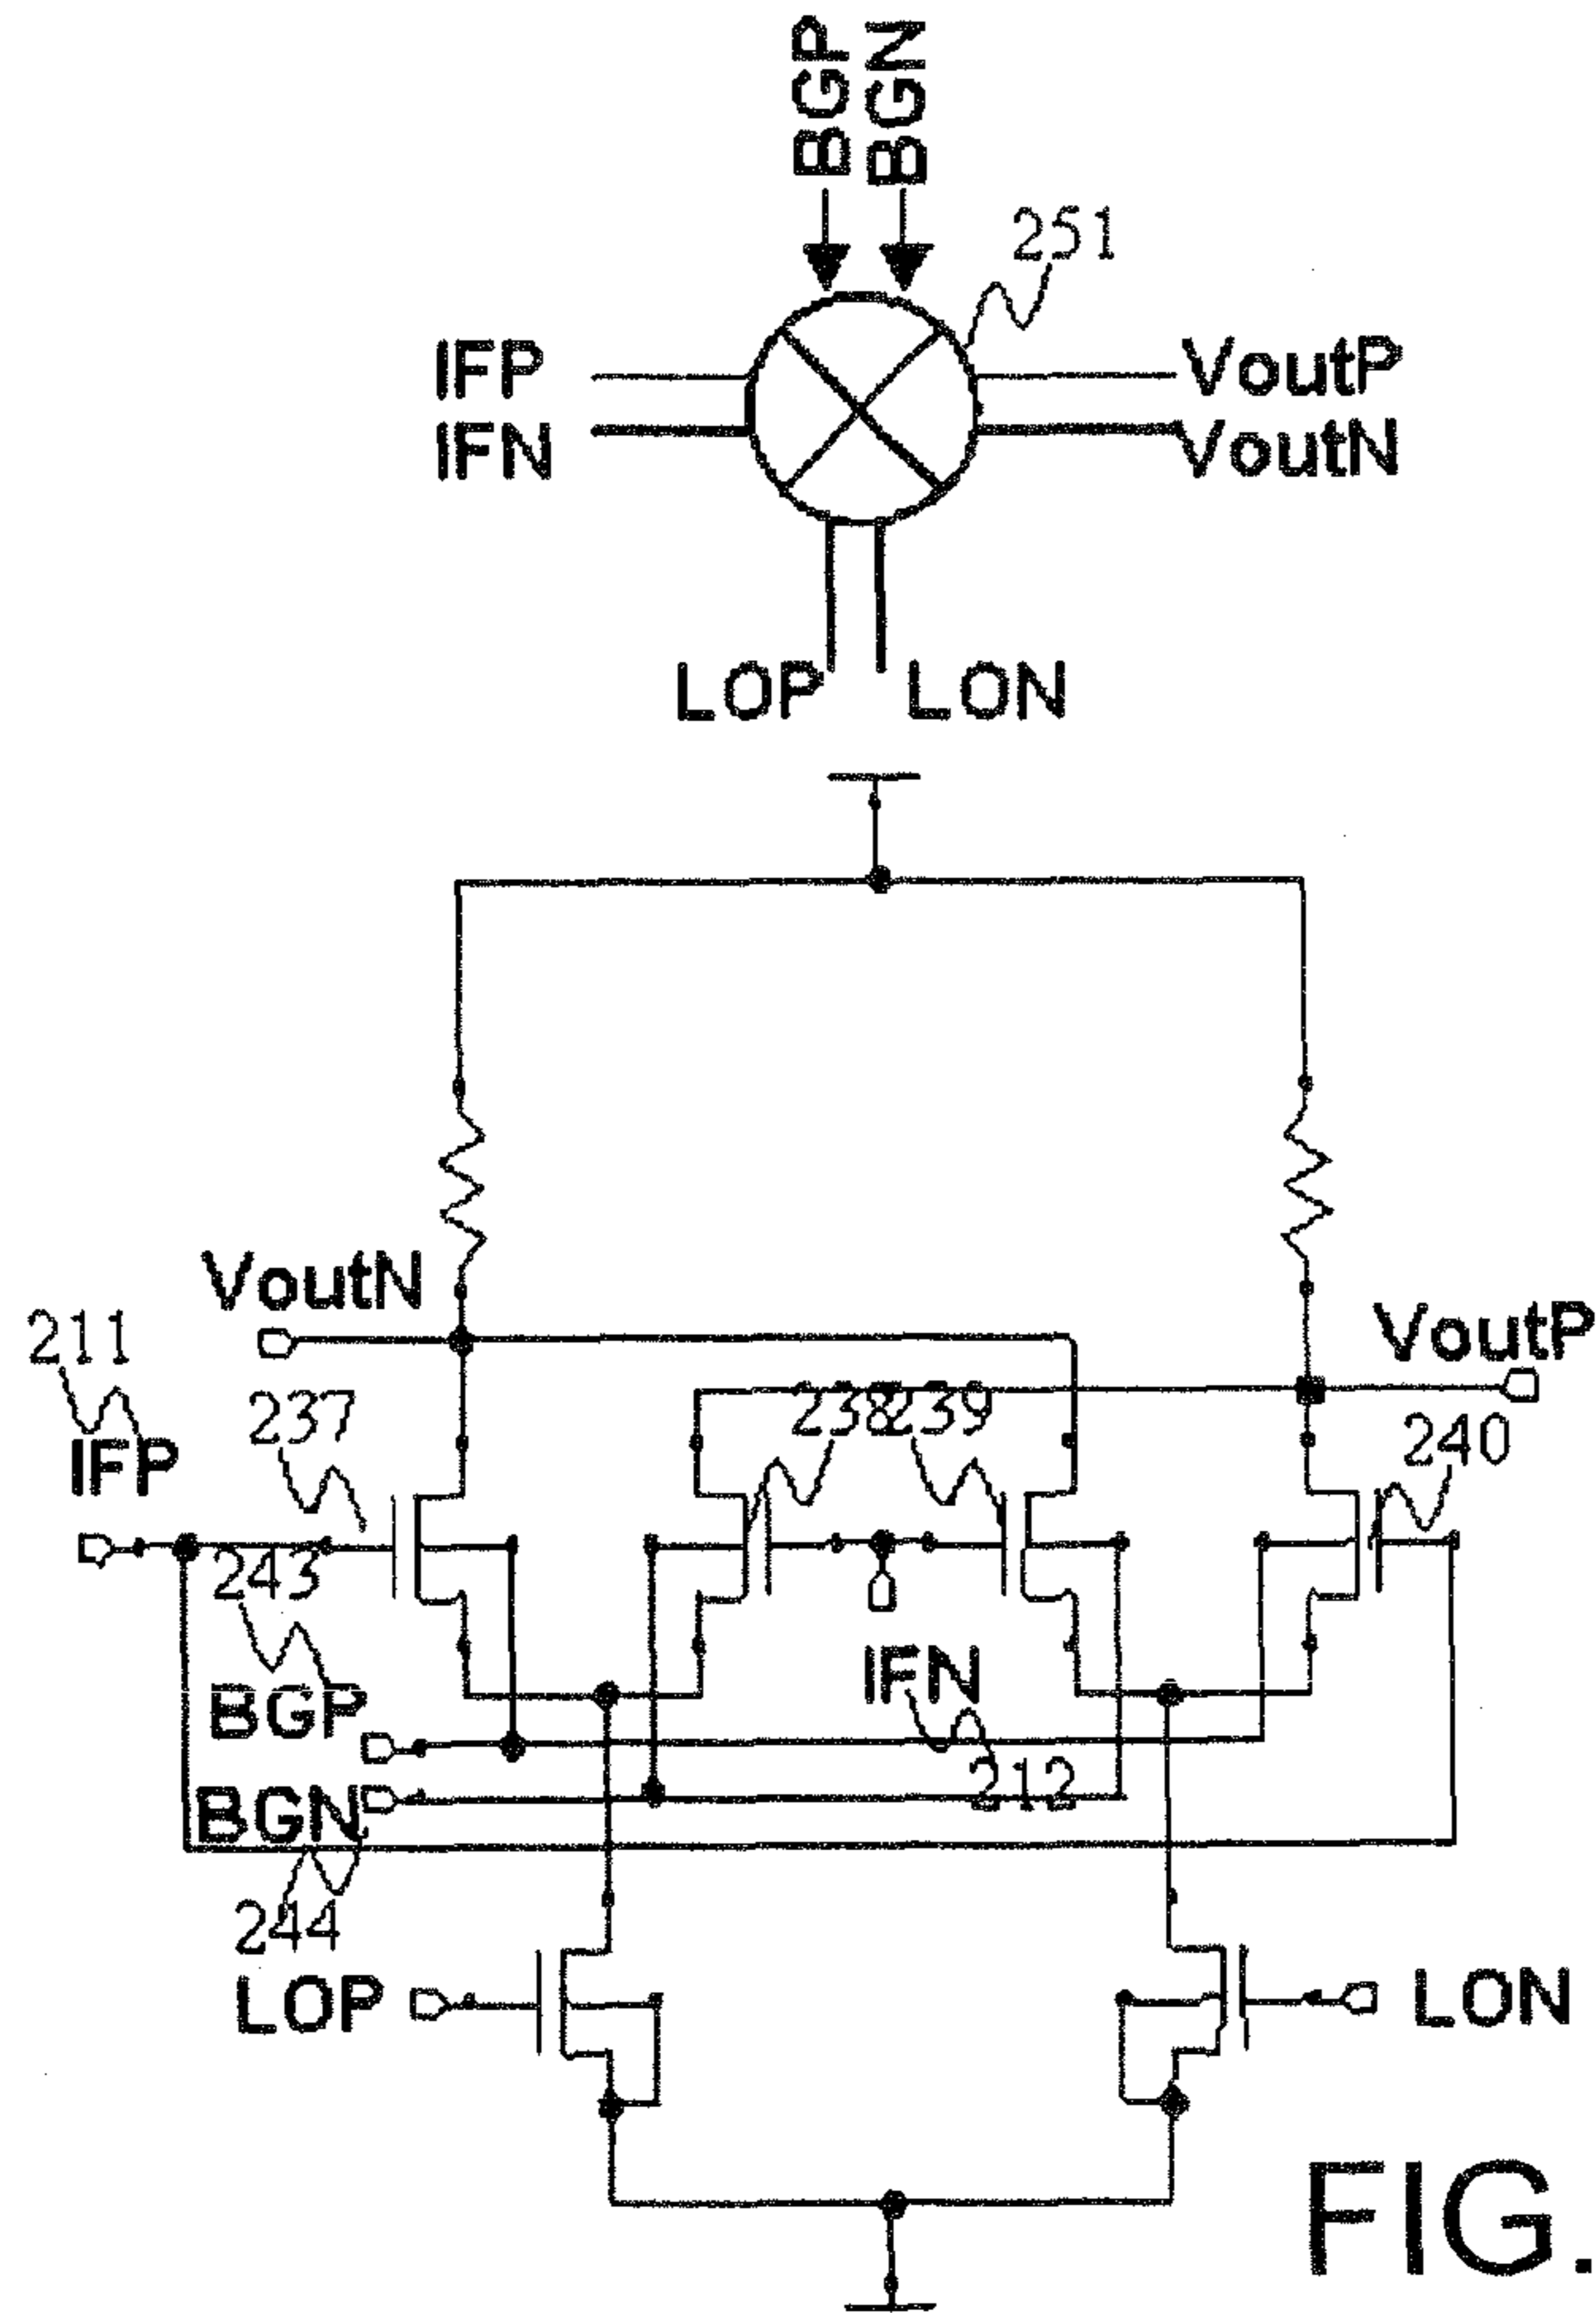 BGP
BGN
251
IFP
VoutP
IFN
VoutN
LOP
LON
VoutN
211
VoutP
237
238
239
240
IFP
243
IFN
BGP
212
BGN
244
LOP
LON
FIG.